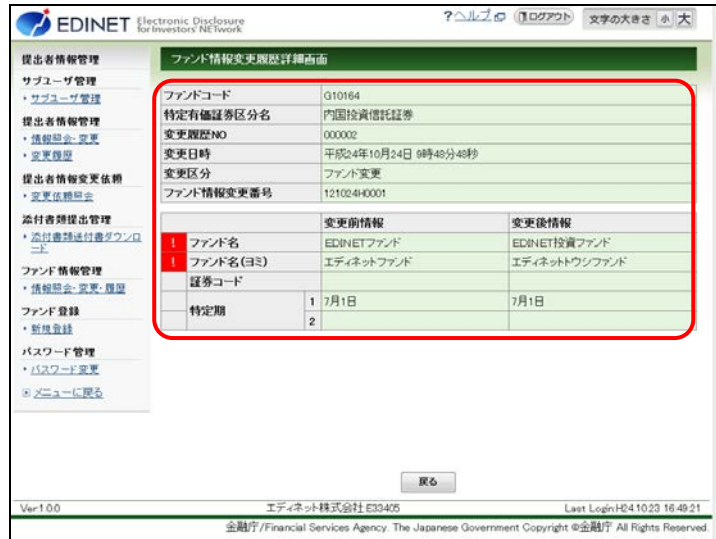 EDINET Electronic Disclosure for Investors' NETwork
?ヘルプ ログアウト 文字の大きさ 小 大
提出者情報管理
サブユーザ管理
・サブユーザ管理
提出者情報管理
・情報照会・変更
・変更履歴
提出者情報変更依頼
・変更依頼照会
添付書類提出管理
・添付書類送付書ダウンロード
ファンド情報管理
・情報照会・変更・履歴
ファンド登録
・新規登録
パスワード管理
・パスワード変更
メニューに戻る
ファンド情報変更履歴詳細画面
ファンドコード G10164
特定有価証券区分名 内国投資信託証券
変更履歴NO 000002
変更日時 平成24年10月24日 9時48分48秒
変更区分 ファンド変更
ファンド情報変更番号 121024H0001
変更前情報 変更後情報
! ファンド名 EDINETファンド EDINET投資ファンド
! ファンド名(ヨミ) エディネットファンド エディネットトウシファンド
証券コード
特定期 1 7月1日 7月1日
2
戻る
Ver.1.0.0 エディネット株式会社 E33405 Last Login:H24.10.23 16:49:21
金融庁/Financial Services Agency. The Japanese Government Copyright ©金融庁 All Rights Reserved.